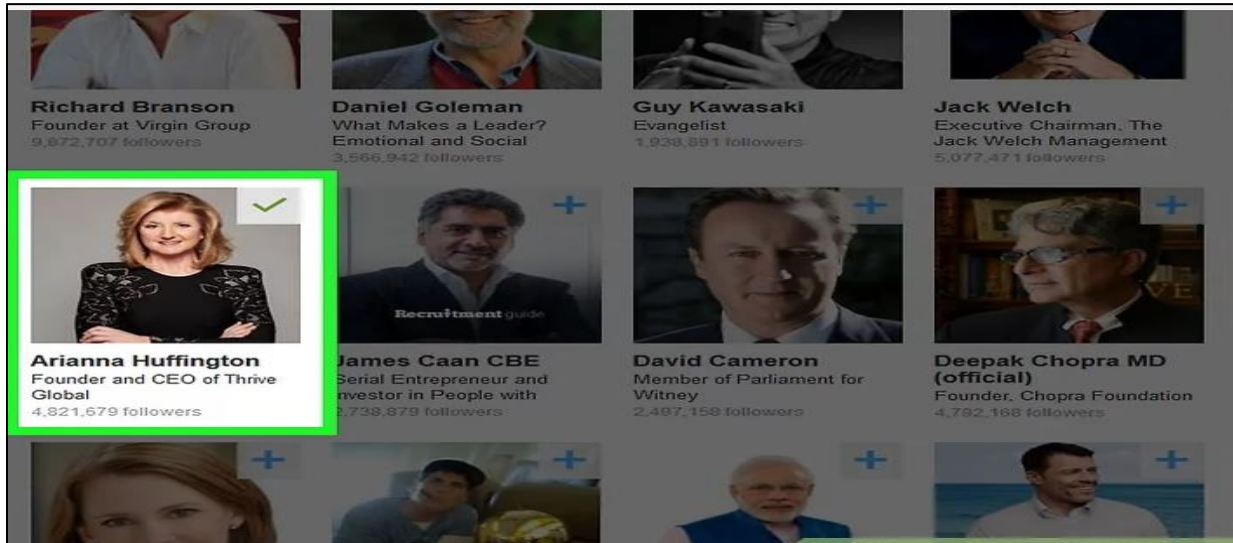 Richard Branson
Founder at Virgin Group
9,872,707 followers
Daniel Goleman
What Makes a Leader?
Emotional and Social
3,566,942 followers
Guy Kawasaki
Evangelist
1,938,891 followers
Jack Welch
Executive Chairman, The
Jack Welch Management
5,077,471 followers
Arianna Huffington
Founder and CEO of Thrive
Global
4,821,679 followers
Recruitment guide
James Caan CBE
Serial Entrepreneur and
Investor in People with
2,738,879 followers
David Cameron
Member of Parliament for
Witney
2,497,158 followers
Deepak Chopra MD
(official)
Founder, Chopra Foundation
4,792,168 followers